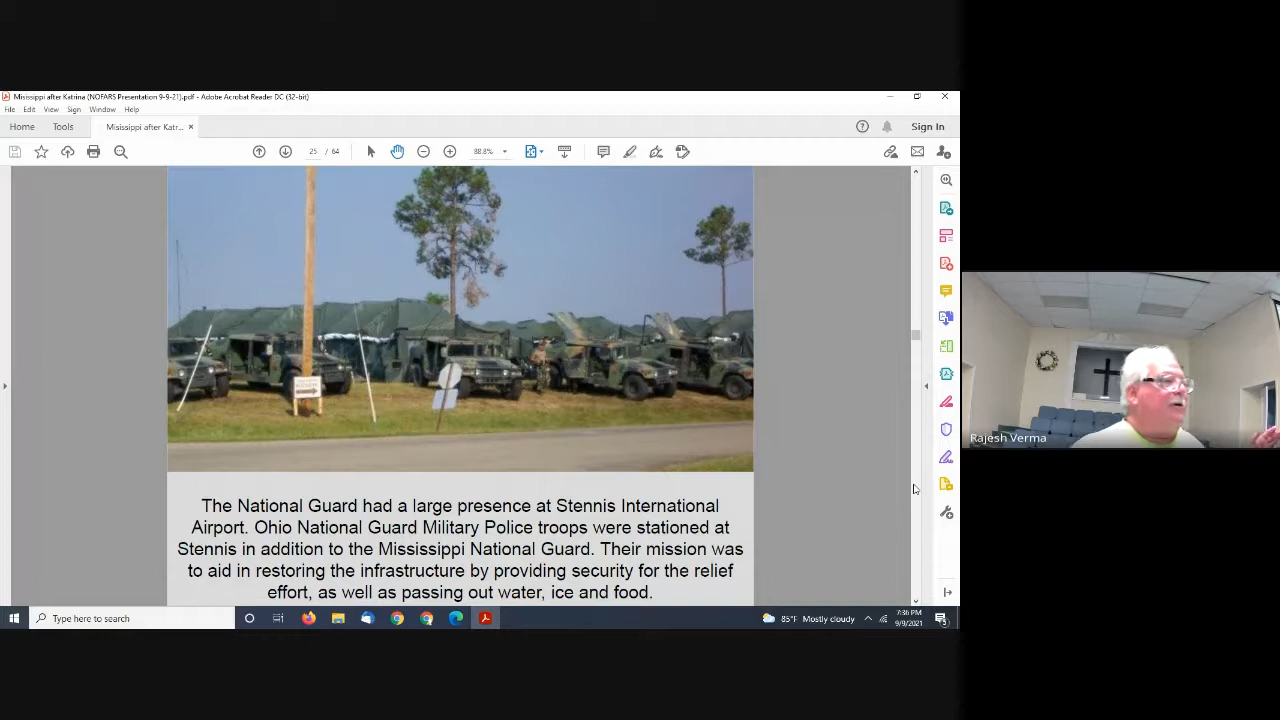 Misissippi after Katrina (NOFARS Presentation 9-9-21).pdf - Adobe Acrobat Reader DC (32-bit)
File Edit View Sign Window Help
Home Tools Misissippi after Katr... × Sign In
25 / 64 88.8%
The National Guard had a large presence at Stennis International
Airport. Ohio National Guard Military Police troops were stationed at
Stennis in addition to the Mississippi National Guard. Their mission was
to aid in restoring the infrastructure by providing security for the relief
effort, as well as passing out water, ice and food.
Rajesh Verma
Type here to search
85°F Mostly cloudy
7:36 PM
9/9/2021